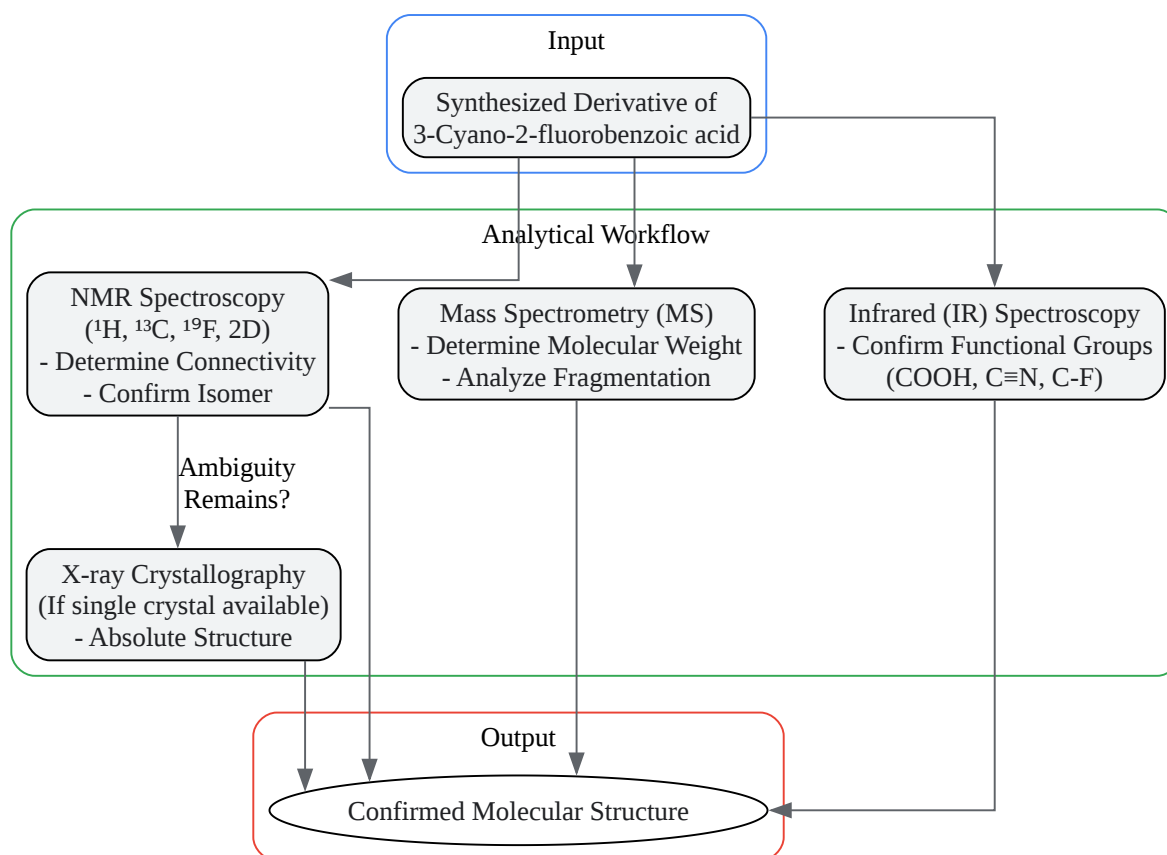 Input
Synthesized Derivative of
3-Cyano-2-fluorobenzoic acid
Analytical Workflow
NMR Spectroscopy
(¹H, ¹³C, ¹⁹F, 2D)
- Determine Connectivity
- Confirm Isomer
Mass Spectrometry (MS)
- Determine Molecular Weight
- Analyze Fragmentation
Infrared (IR) Spectroscopy
- Confirm Functional Groups
(COOH, C≡N, C-F)
Ambiguity
Remains?
X-ray Crystallography
(If single crystal available)
- Absolute Structure
Output
Confirmed Molecular Structure